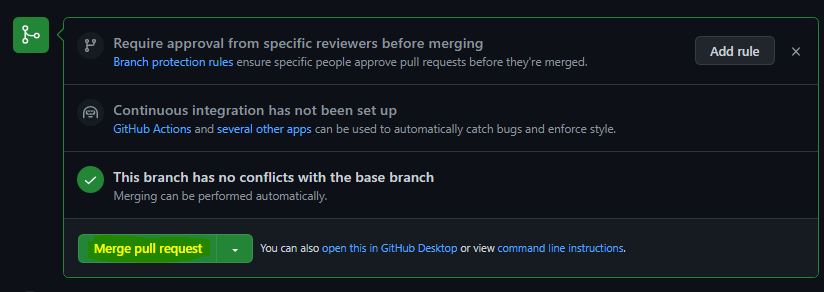 Require approval from specific reviewers before merging
Branch protection rules ensure specific people approve pull requests before they're merged.
Add rule
Continuous integration has not been set up
GitHub Actions and several other apps can be used to automatically catch bugs and enforce style.
This branch has no conflicts with the base branch
Merging can be performed automatically.
Merge pull request
You can also open this in GitHub Desktop or view command line instructions.